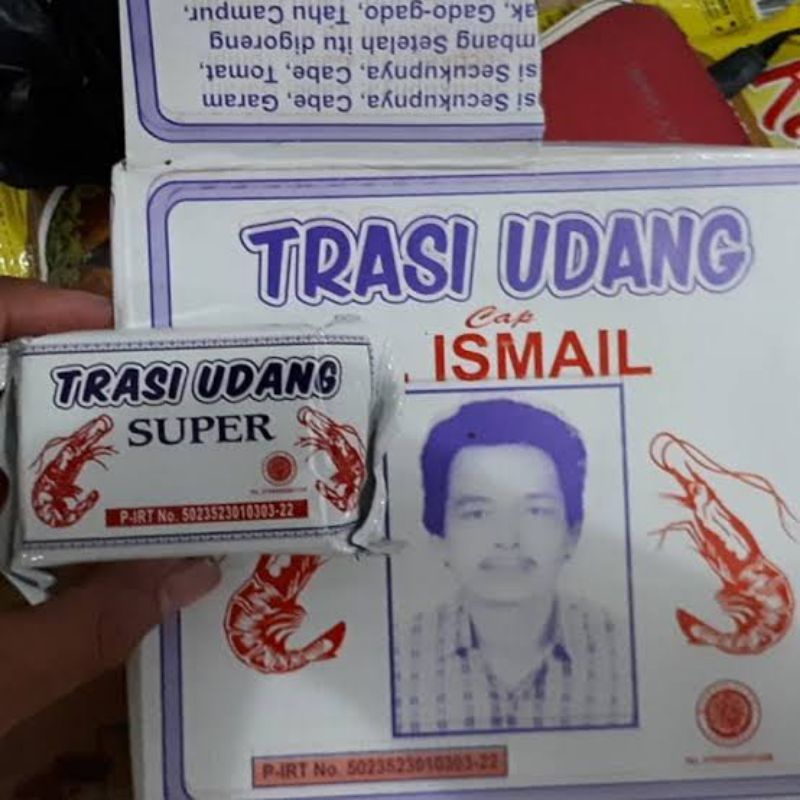 si Secukupnya, Cabe, Garam
si Secukupnya, Cabe, Tomat,
mbang Setelah itu digoreng
ak, Gado-gado, Tahu Campur,
TRASI UDANG
Cap
ISMAIL
P-IRT No. 5023523010303-22
TRASI UDANG
SUPER
P-IRT No. 5023523010303-22